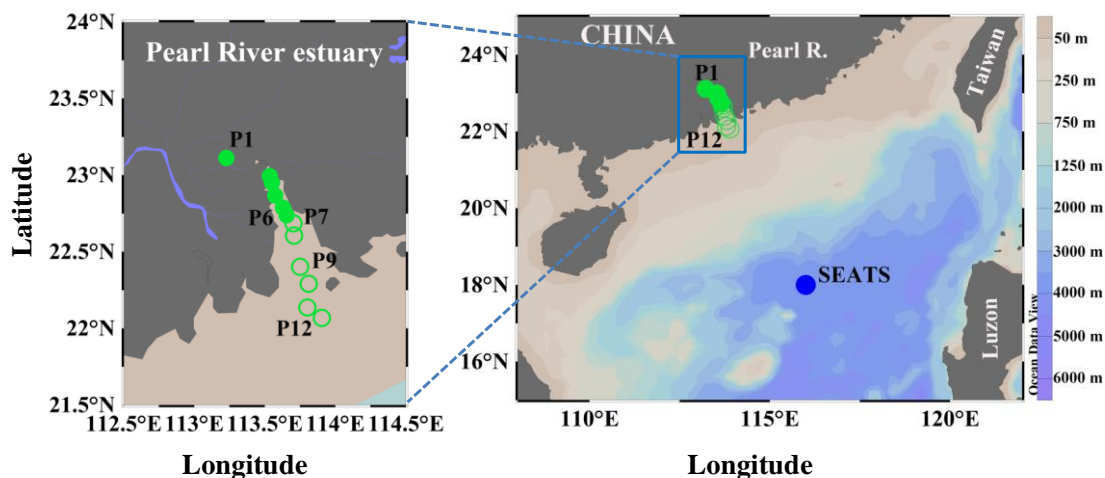 24°N
23.5°N
23°N
22.5°N
22°N
21.5°N
Latitude
Pearl River estuary
P1
P6
P7
P9
P12
112.5°E
113°E
113.5°E
114°E
114.5°E
Longitude
24°N
22°N
20°N
18°N
16°N
CHINA
Pearl R.
P1
P12
Taiwan
SEATS
Luzon
110°E
115°E
120°E
Longitude
Ocean Data View
50 m
250 m
750 m
1250 m
2000 m
3000 m
4000 m
5000 m
6000 m